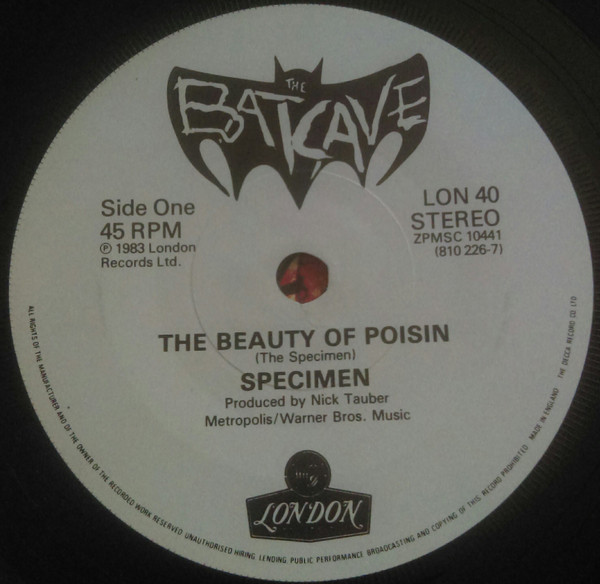 THE
BATCAVE
Side One
45 RPM
℗ 1983 London
Records Ltd.
LON 40
STEREO
ZPMSC 10441
(810 226-7)
THE BEAUTY OF POISIN
(The Specimen)
SPECIMEN
Produced by Nick Tauber
Metropolis/Warner Bros. Music
LONDON
ALL RIGHTS OF THE MANUFACTURER AND OF THE OWNER OF THE RECORDED WORK RESERVED UNAUTHORISED HIRING LENDING PUBLIC PERFORMANCE BROADCASTING AND COPYING OF THIS RECORD PROHIBITED. MADE IN ENGLAND THE DECCA RECORD CO LTD